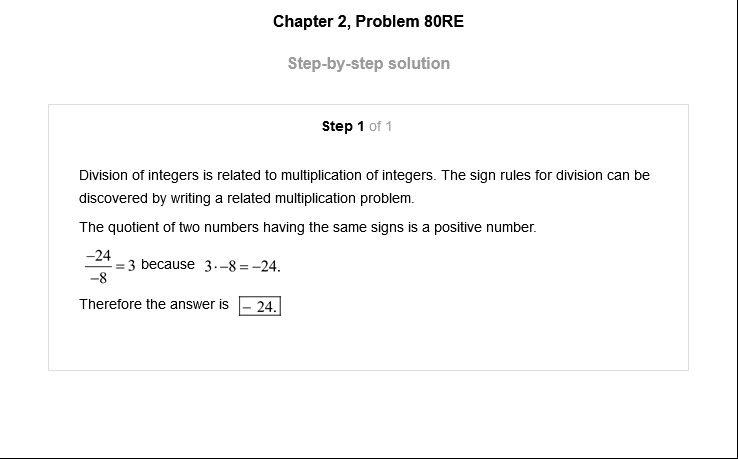 Chapter 2, Problem 80RE
Step-by-step solution
Step 1 of 1
Division of integers is related to multiplication of integers. The sign rules for division can be
discovered by writing a related multiplication problem.
The quotient of two numbers having the same signs is a positive number.
−24/−8 = 3 because 3·−8 = −24.
Therefore the answer is − 24.